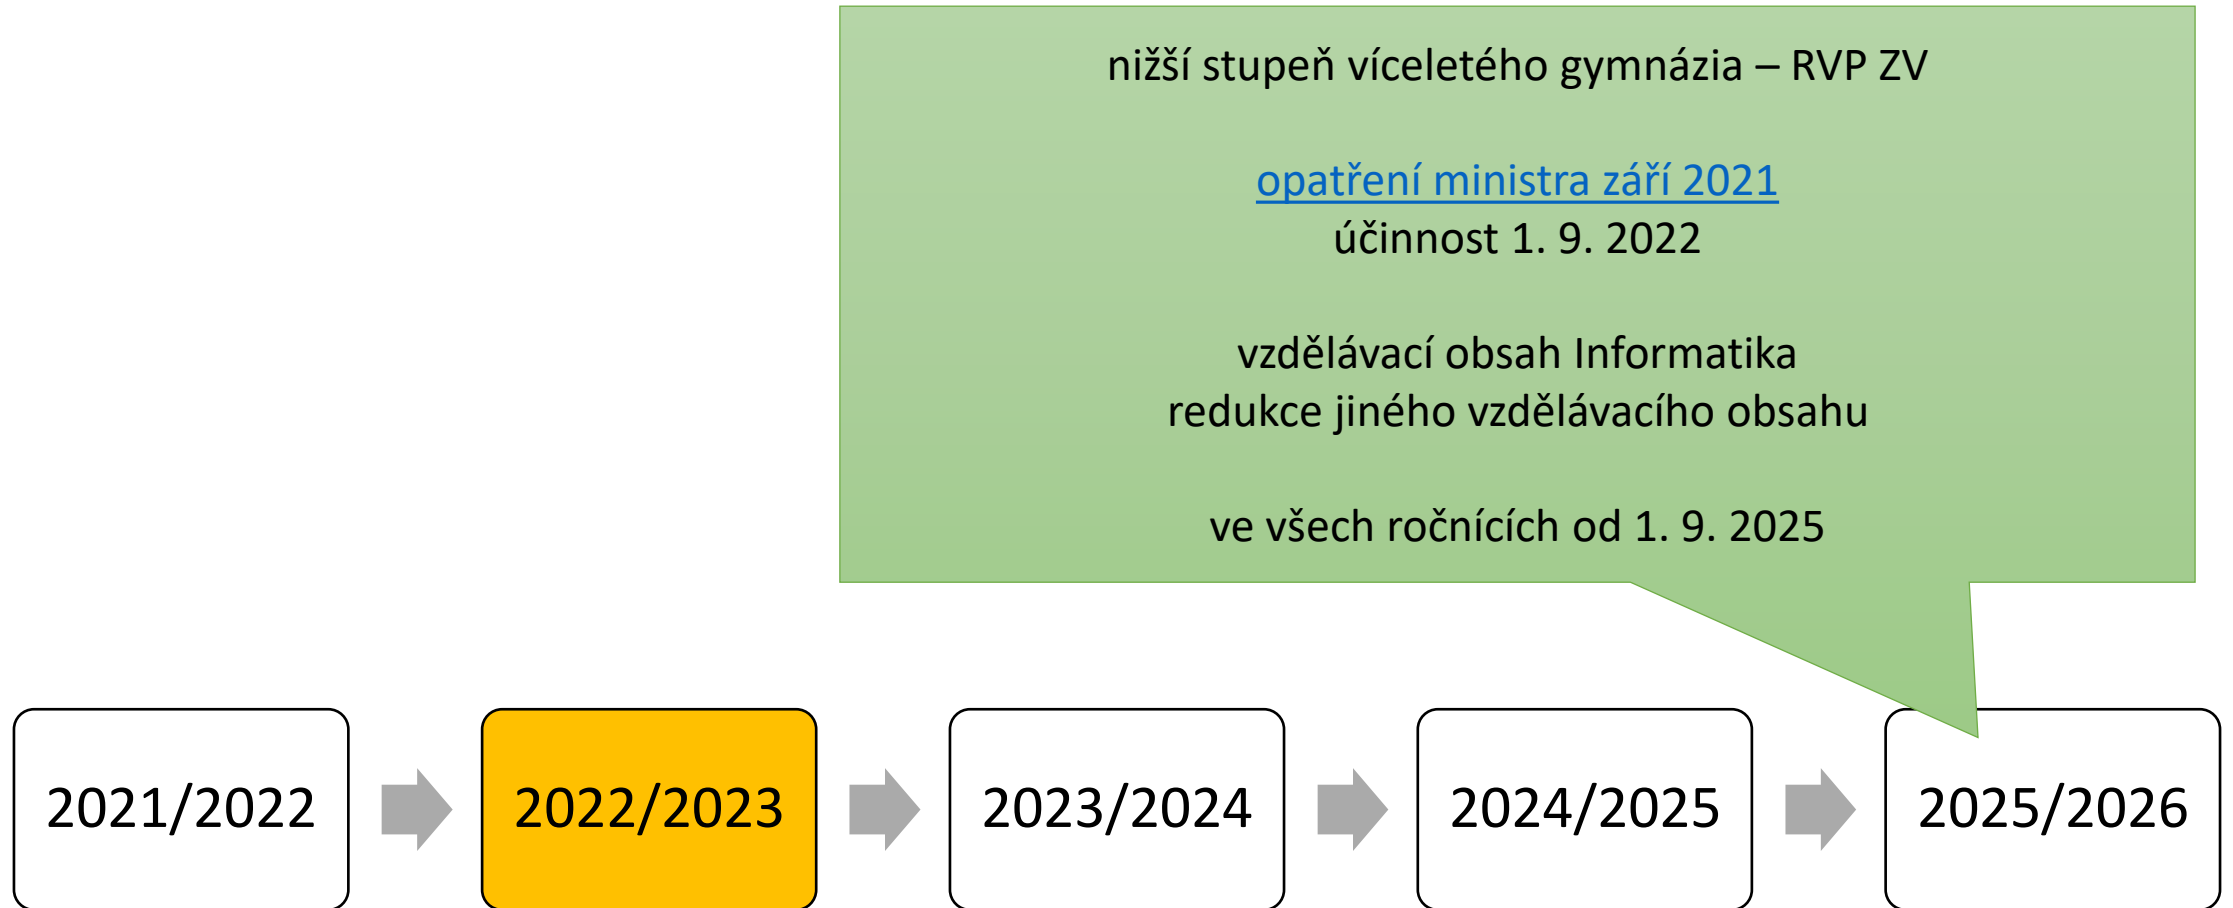 nižší stupeň víceletého gymnázia – RVP ZV
opatření ministra září 2021
účinnost 1. 9. 2022
vzdělávací obsah Informatika
redukce jiného vzdělávacího obsahu
ve všech ročnících od 1. 9. 2025
2021/2022
2022/2023
2023/2024
2024/2025
2025/2026